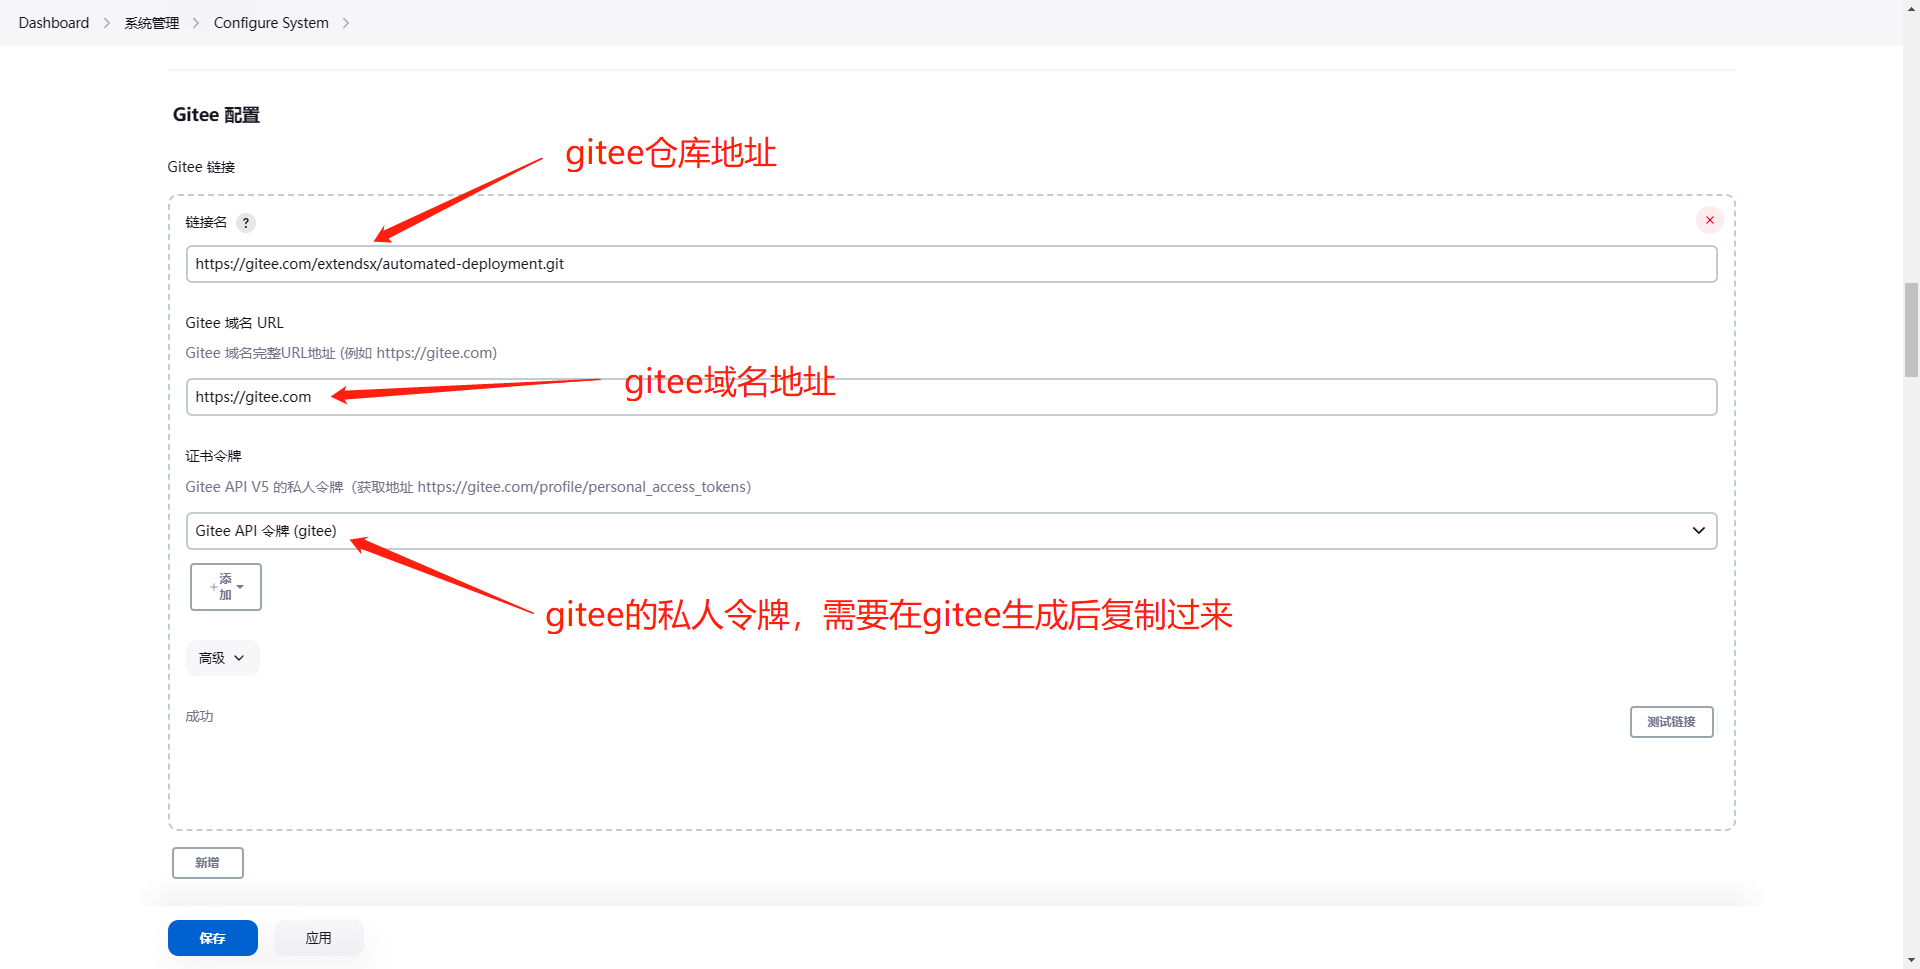 Dashboard > 系统管理 > Configure System >
Gitee 配置
gitee仓库地址
Gitee 链接
链接名 ?
https://gitee.com/extendsx/automated-deployment.git
Gitee 域名 URL
Gitee 域名完整URL地址 (例如 https://gitee.com)
gitee域名地址
https://gitee.com
证书令牌
Gitee API V5 的私人令牌（获取地址 https://gitee.com/profile/personal_access_tokens）
Gitee API 令牌 (gitee)
+添加
gitee的私人令牌，需要在gitee生成后复制过来
高级
成功
测试链接
新增
保存
应用